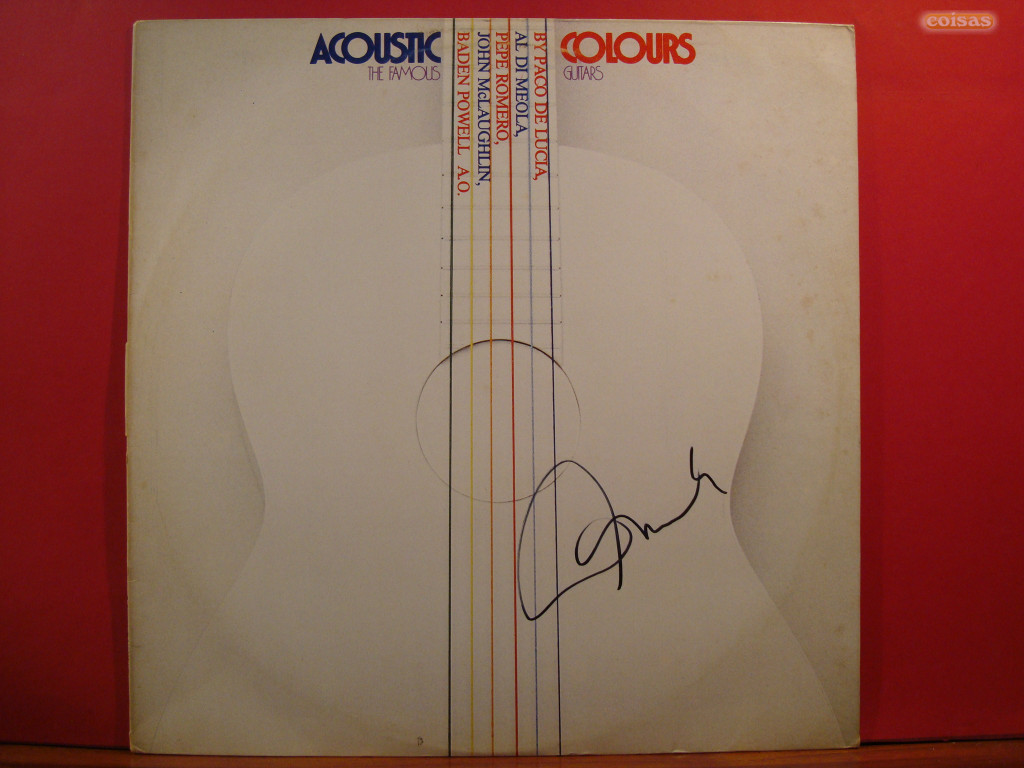 coisas
ACOUSTIC COLOURS
THE FAMOUS GUITARS
BY PACO DE LUCIA,
AL DI MEOLA,
PEPE ROMERO,
JOHN McLAUGHLIN,
BADEN POWELL A.O.